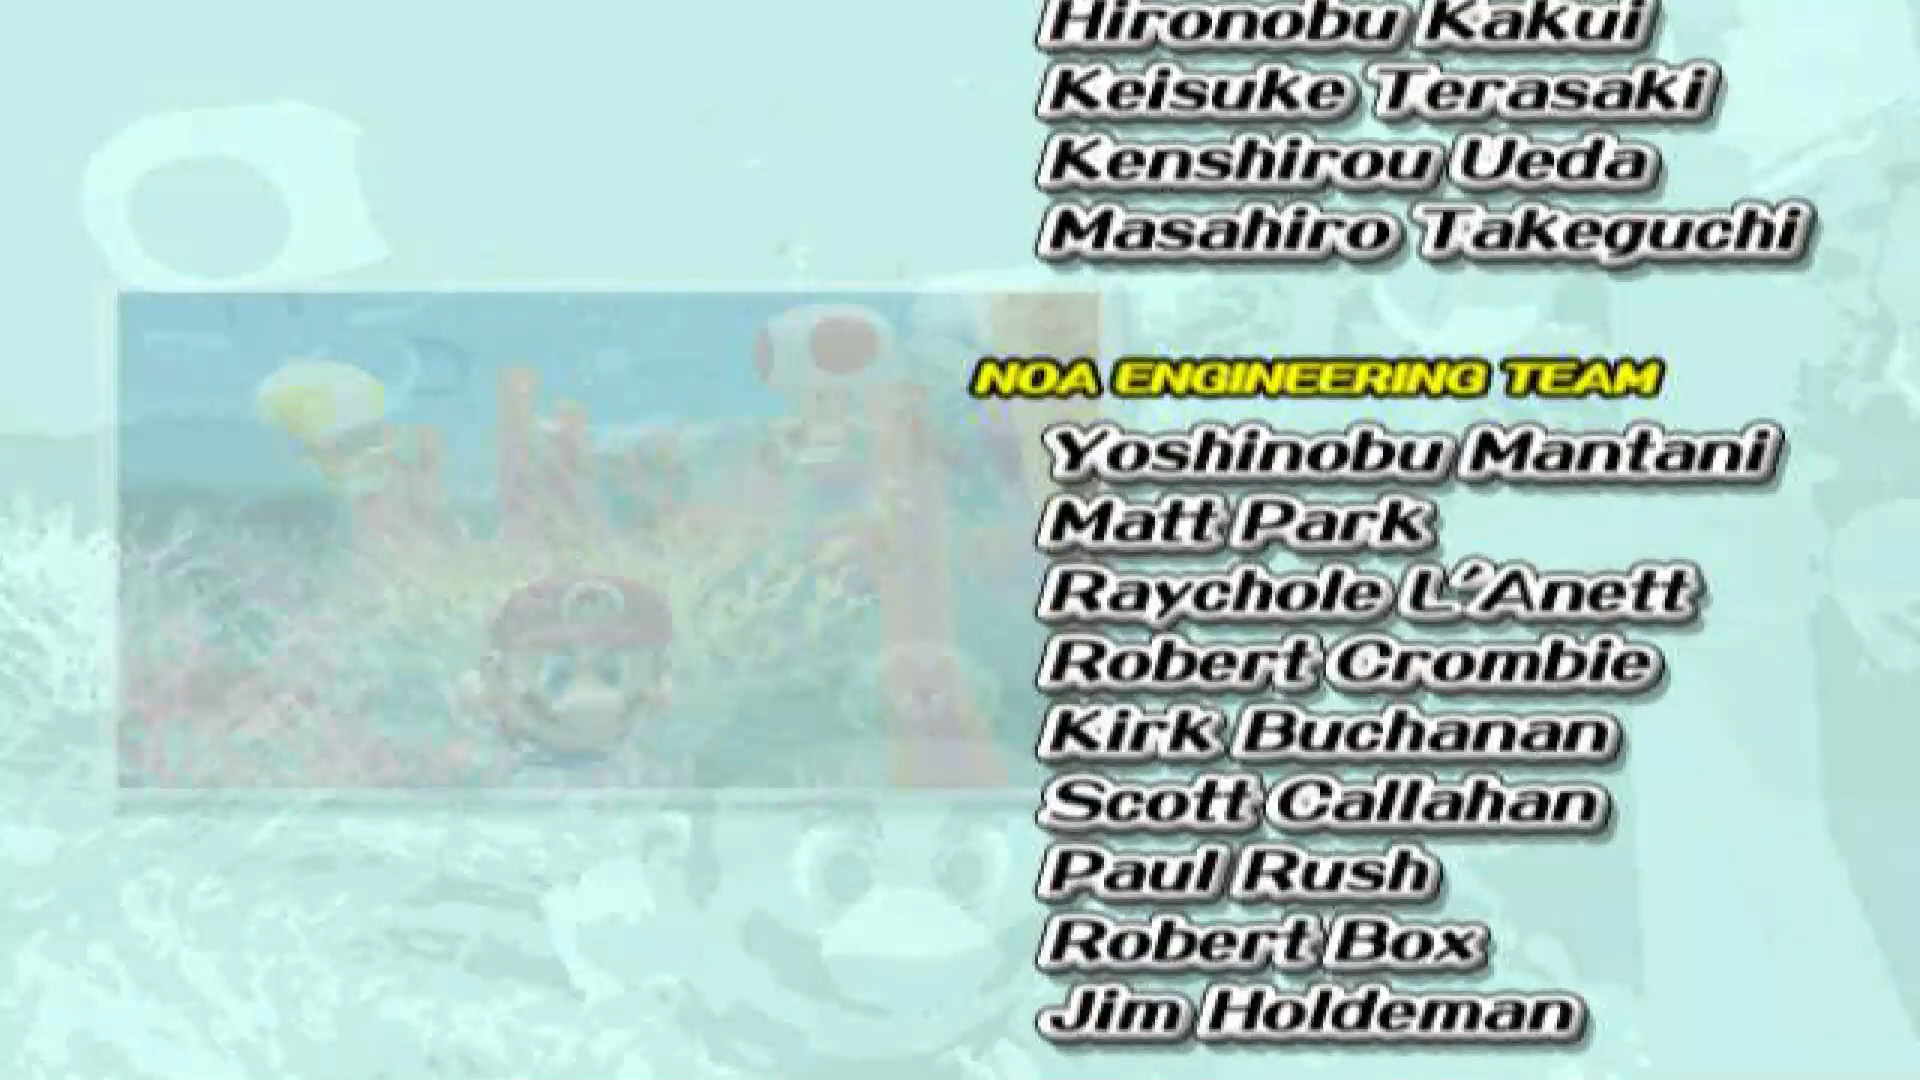 Hironobu Kakui
Keisuke Terasaki
Kenshirou Ueda
Masahiro Takeguchi
NOA ENGINEERING TEAM
Yoshinobu Mantani
Matt Park
Raychole L'Anett
Robert Crombie
Kirk Buchanan
Scott Callahan
Paul Rush
Robert Box
Jim Holdeman